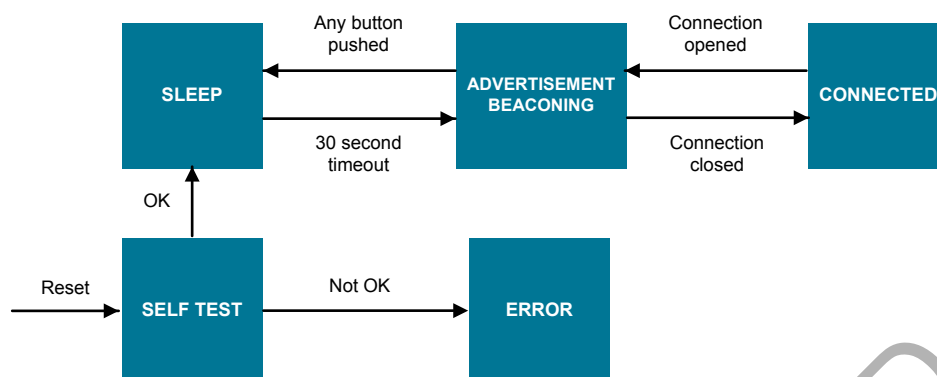 Any button
pushed
Connection
opened
SLEEP
ADVERTISEMENT
BEACONING
CONNECTED
30 second
timeout
Connection
closed
OK
Reset
SELF TEST
Not OK
ERROR